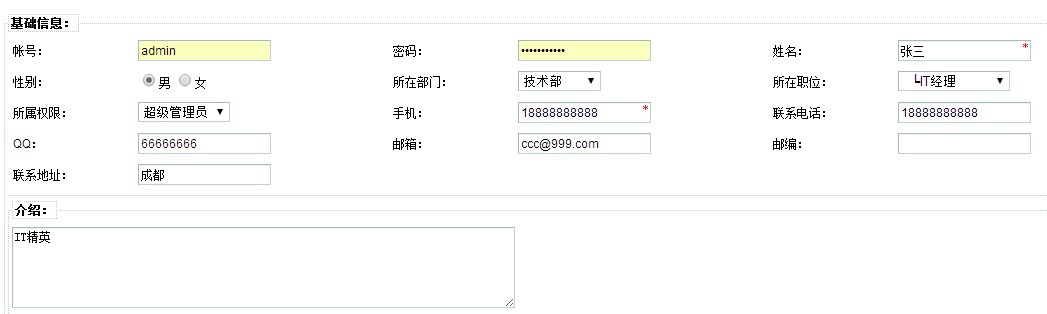 基础信息：
帐号： admin 密码： ••••••••••• 姓名： 张三 *
性别： 男 女 所在部门： 技术部 所在职位： ┗IT经理
所属权限： 超级管理员 手机： 18888888888 * 联系电话： 18888888888
QQ： 66666666 邮箱： ccc@999.com 邮编：
联系地址： 成都
介绍：
IT精英